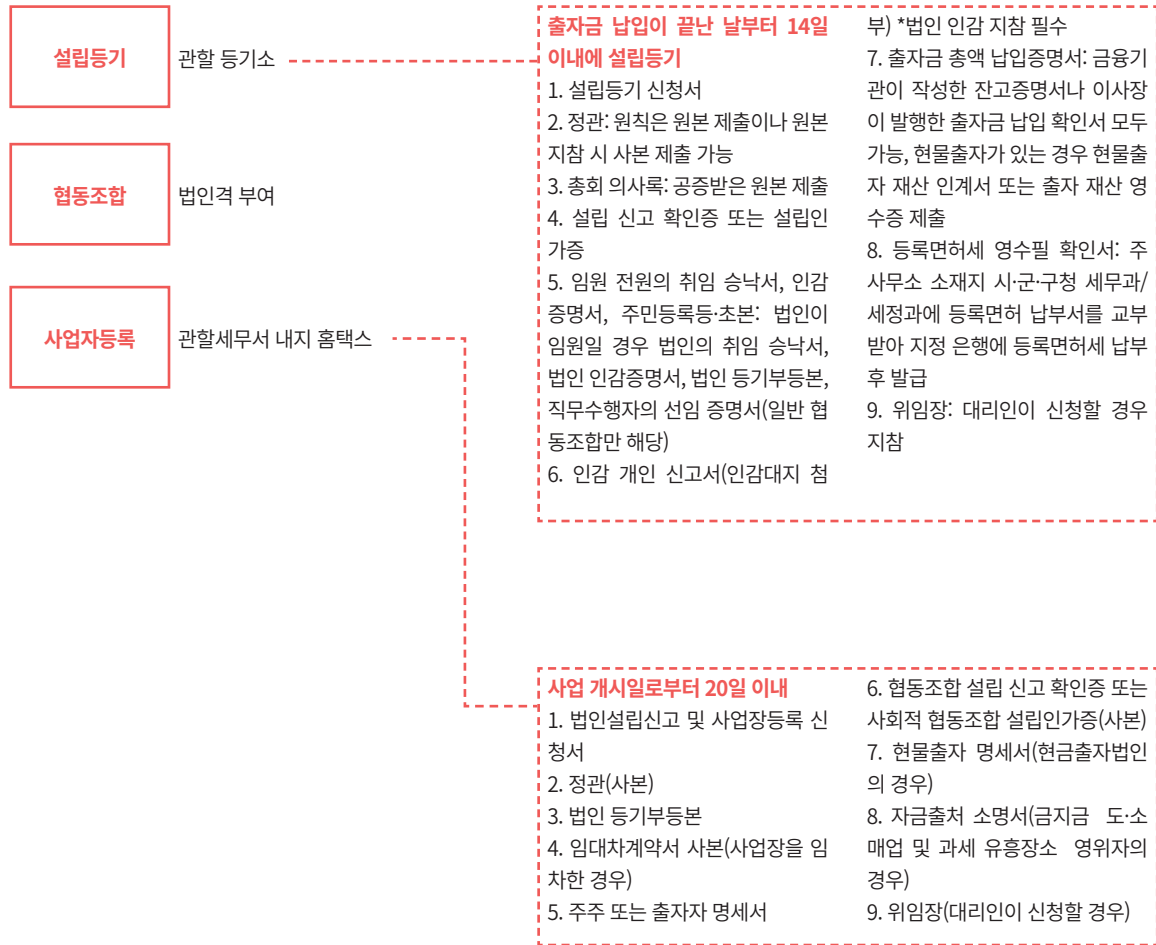 설립등기
관할 등기소
협동조합
법인격 부여
사업자등록
관할세무서 내지 홈택스
출자금 납입이 끝난 날부터 14일
이내에 설립등기
1. 설립등기 신청서
2. 정관: 원칙은 원본 제출이나 원본
지참 시 사본 제출 가능
3. 총회 의사록: 공증받은 원본 제출
4. 설립 신고 확인증 또는 설립인
가증
5. 임원 전원의 취임 승낙서, 인감
증명서, 주민등록등·초본: 법인이
임원일 경우 법인의 취임 승낙서,
법인 인감증명서, 법인 등기부등본,
직무수행자의 선임 증명서(일반 협
동조합만 해당)
6. 인감 개인 신고서(인감대지 첨
부) *법인 인감 지참 필수
7. 출자금 총액 납입증명서: 금융기
관이 작성한 잔고증명서나 이사장
이 발행한 출자금 납입 확인서 모두
가능, 현물출자가 있는 경우 현물출
자 재산 인계서 또는 출자 재산 영
수증 제출
8. 등록면허세 영수필 확인서: 주
사무소 소재지 시·군·구청 세무과/
세정과에 등록면허 납부서를 교부
받아 지정 은행에 등록면허세 납부
후 발급
9. 위임장: 대리인이 신청할 경우
지참
사업 개시일로부터 20일 이내
1. 법인설립신고 및 사업장등록 신
청서
2. 정관(사본)
3. 법인 등기부등본
4. 임대차계약서 사본(사업장을 임
차한 경우)
5. 주주 또는 출자자 명세서
6. 협동조합 설립 신고 확인증 또는
사회적 협동조합 설립인가증(사본)
7. 현물출자 명세서(현금출자법인
의 경우)
8. 자금출처 소명서(금지금 도·소
매업 및 과세 유흥장소 영위자의
경우)
9. 위임장(대리인이 신청할 경우)